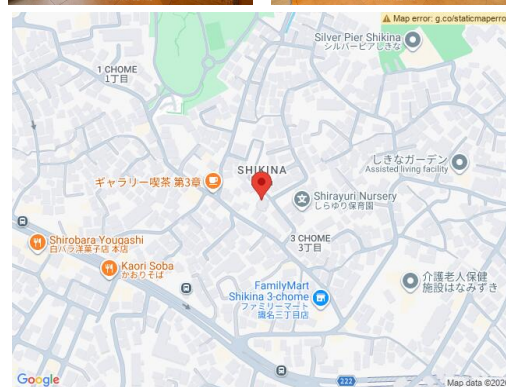 Map error: g.co/staticmaperro
Silver Pier Shikina
シルバーピアしきな
1 CHOME
1丁目
しきなガーデン
Assisted living facility
SHIKINA
ギャラリー喫茶 第3章
Shirayuri Nursery
しらゆり保育園
3 CHOME
3丁目
Shirobara Yougashi
白バラ洋菓子店 本店
Kaori Soba
かおりそば
FamilyMart
Shikina 3-chome
ファミリーマート
識名三丁目店
介護老人保健
施設はなみずき
222
Google
Map data ©202